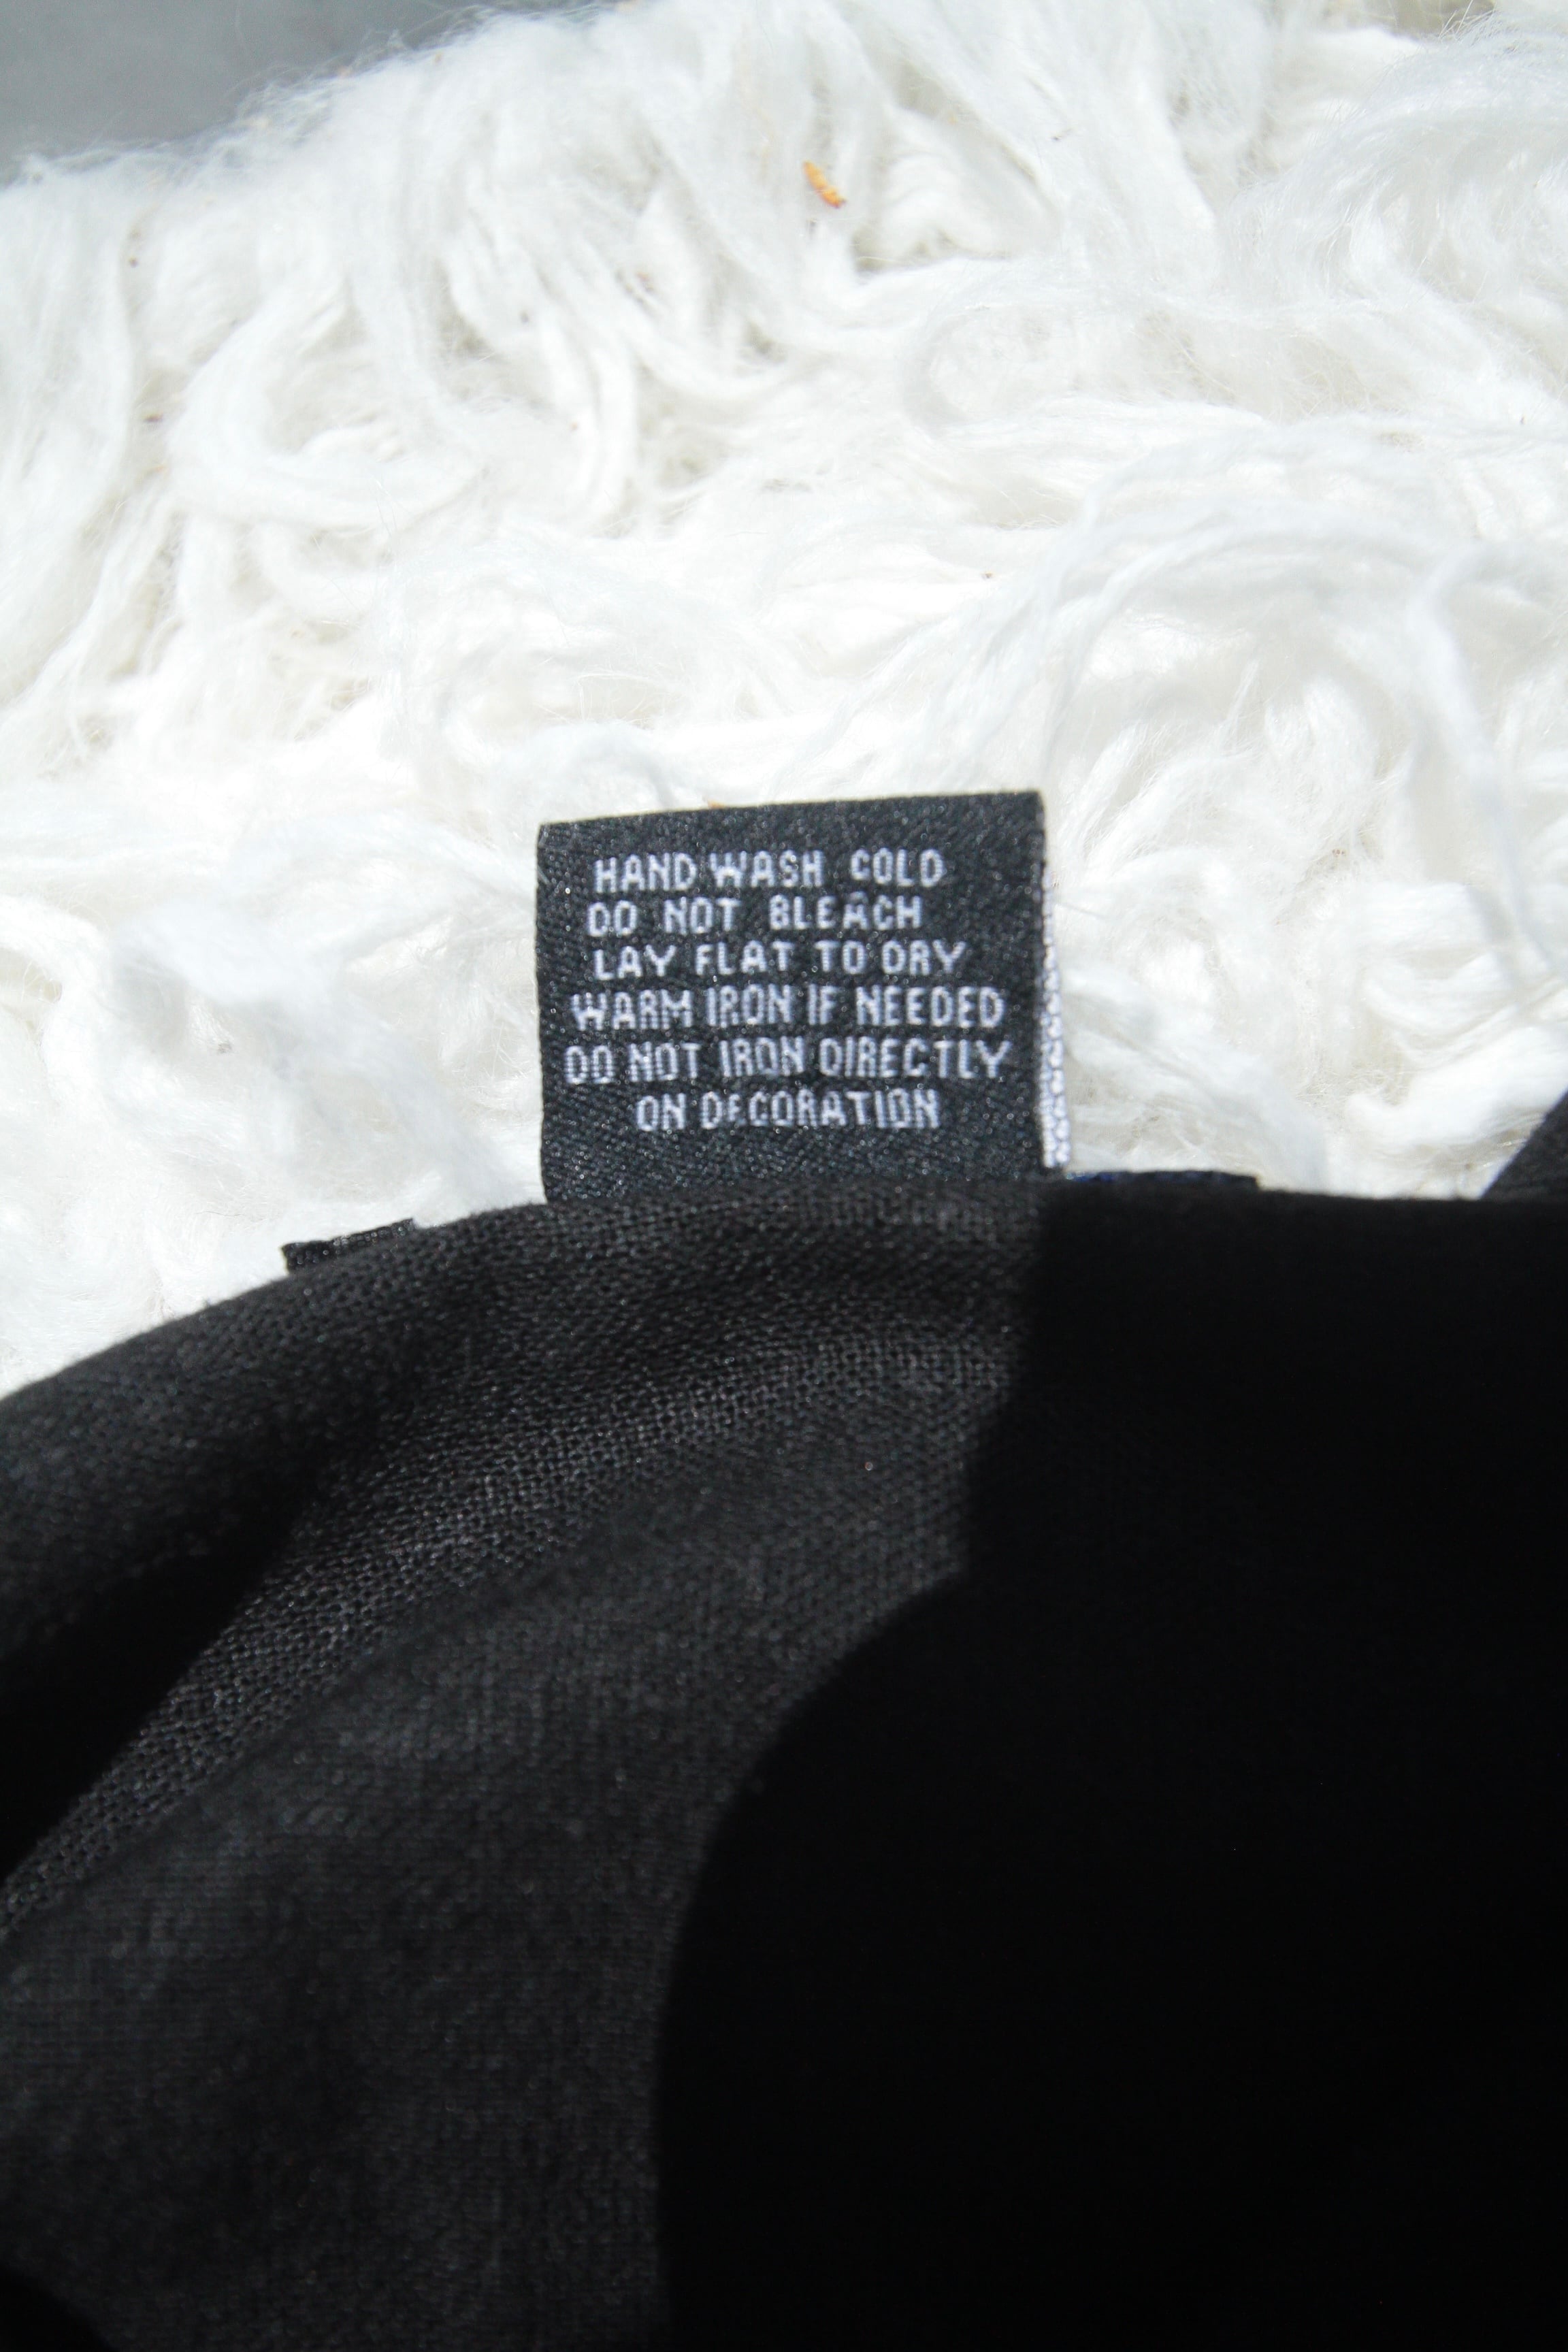 HAND WASH COLD
DO NOT BLEACH
LAY FLAT TO DRY
WARM IRON IF NEEDED
DO NOT IRON DIRECTLY
ON DECORATION